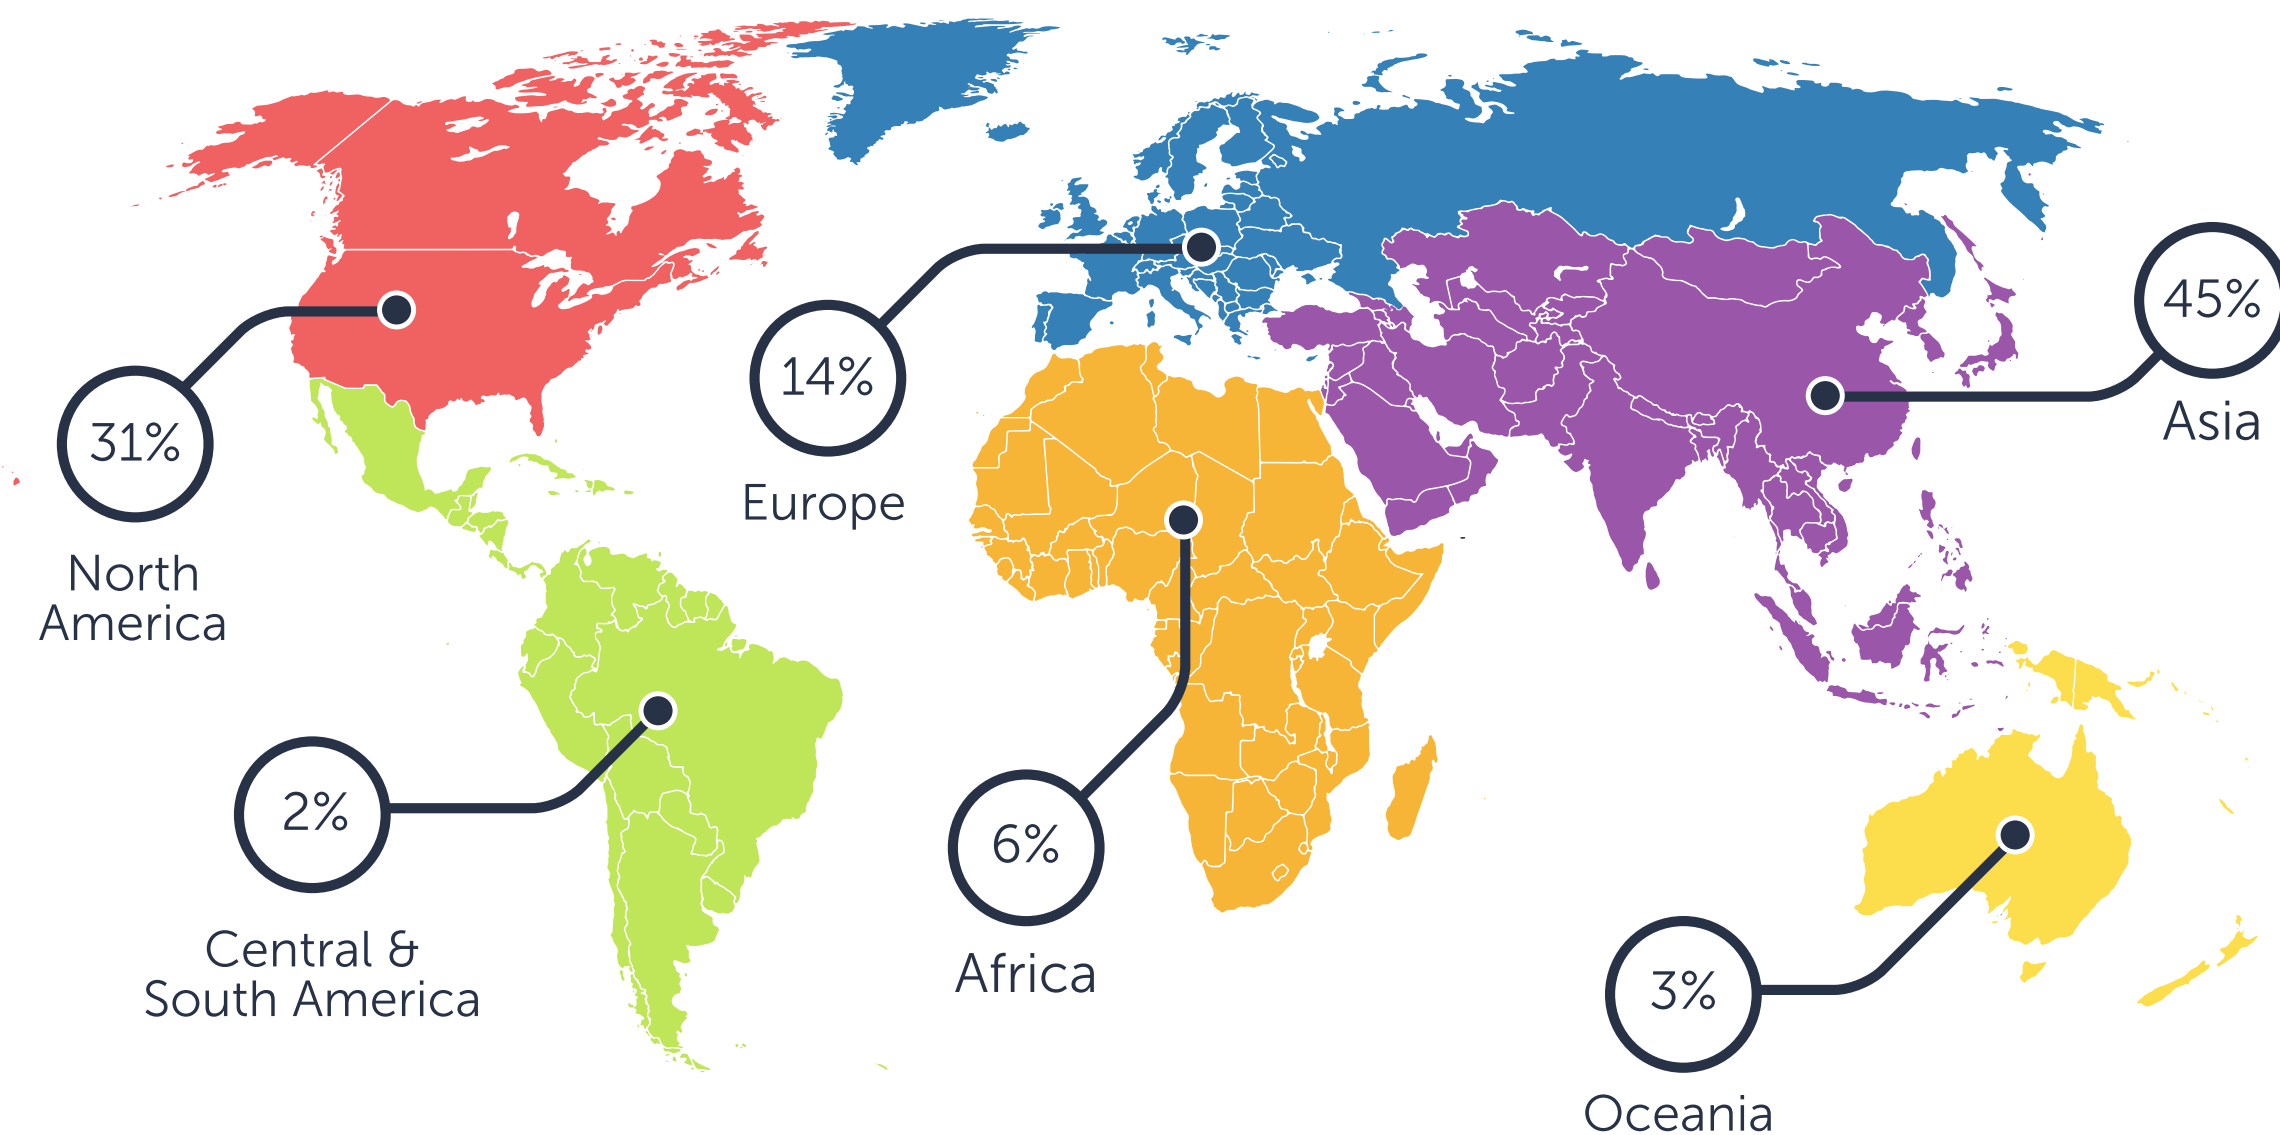 45%
Asia
14%
Europe
31%
North
America
2%
Central &
South America
6%
Africa
3%
Oceania